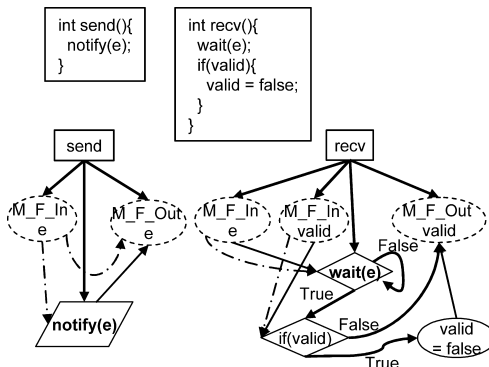 int send(){
notify(e);
}
int recv(){
wait(e);
if(valid){
valid = false;
}
}
send
recv
M_F_In
e
M_F_Out
e
M_F_In
e
M_F_In
valid
M_F_Out
valid
False
wait(e)
True
notify(e)
if(valid)
False
valid
= false
True